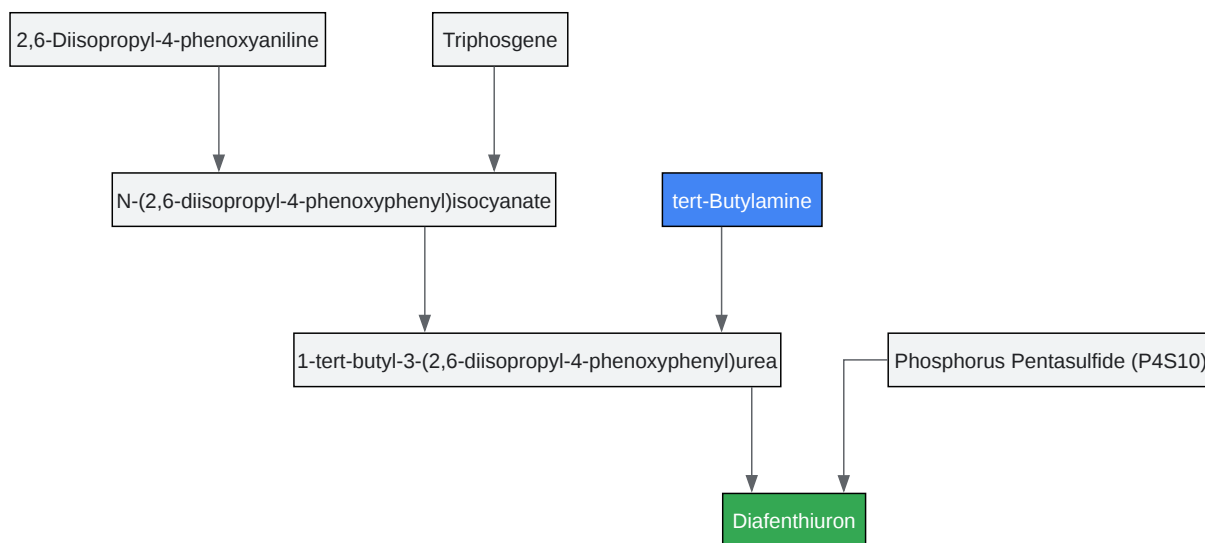 2,6-Diisopropyl-4-phenoxyaniline
Triphosgene
N-(2,6-diisopropyl-4-phenoxyphenyl)isocyanate
tert-Butylamine
1-tert-butyl-3-(2,6-diisopropyl-4-phenoxyphenyl)urea
Phosphorus Pentasulfide (P4S10)
Diafenthiuron